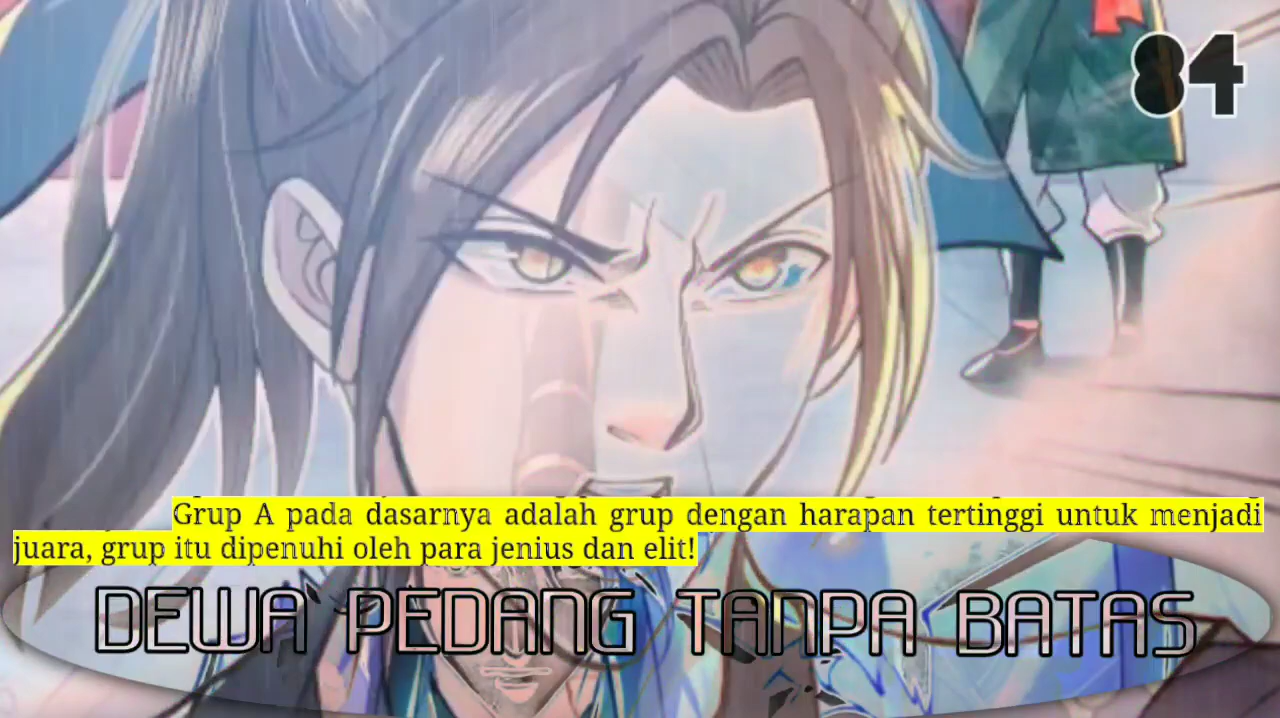 84
Grup A pada dasarnya adalah grup dengan harapan tertinggi untuk menjadi
juara, grup itu dipenuhi oleh para jenius dan elit!
DEWA PEDANG TANPA BATAS